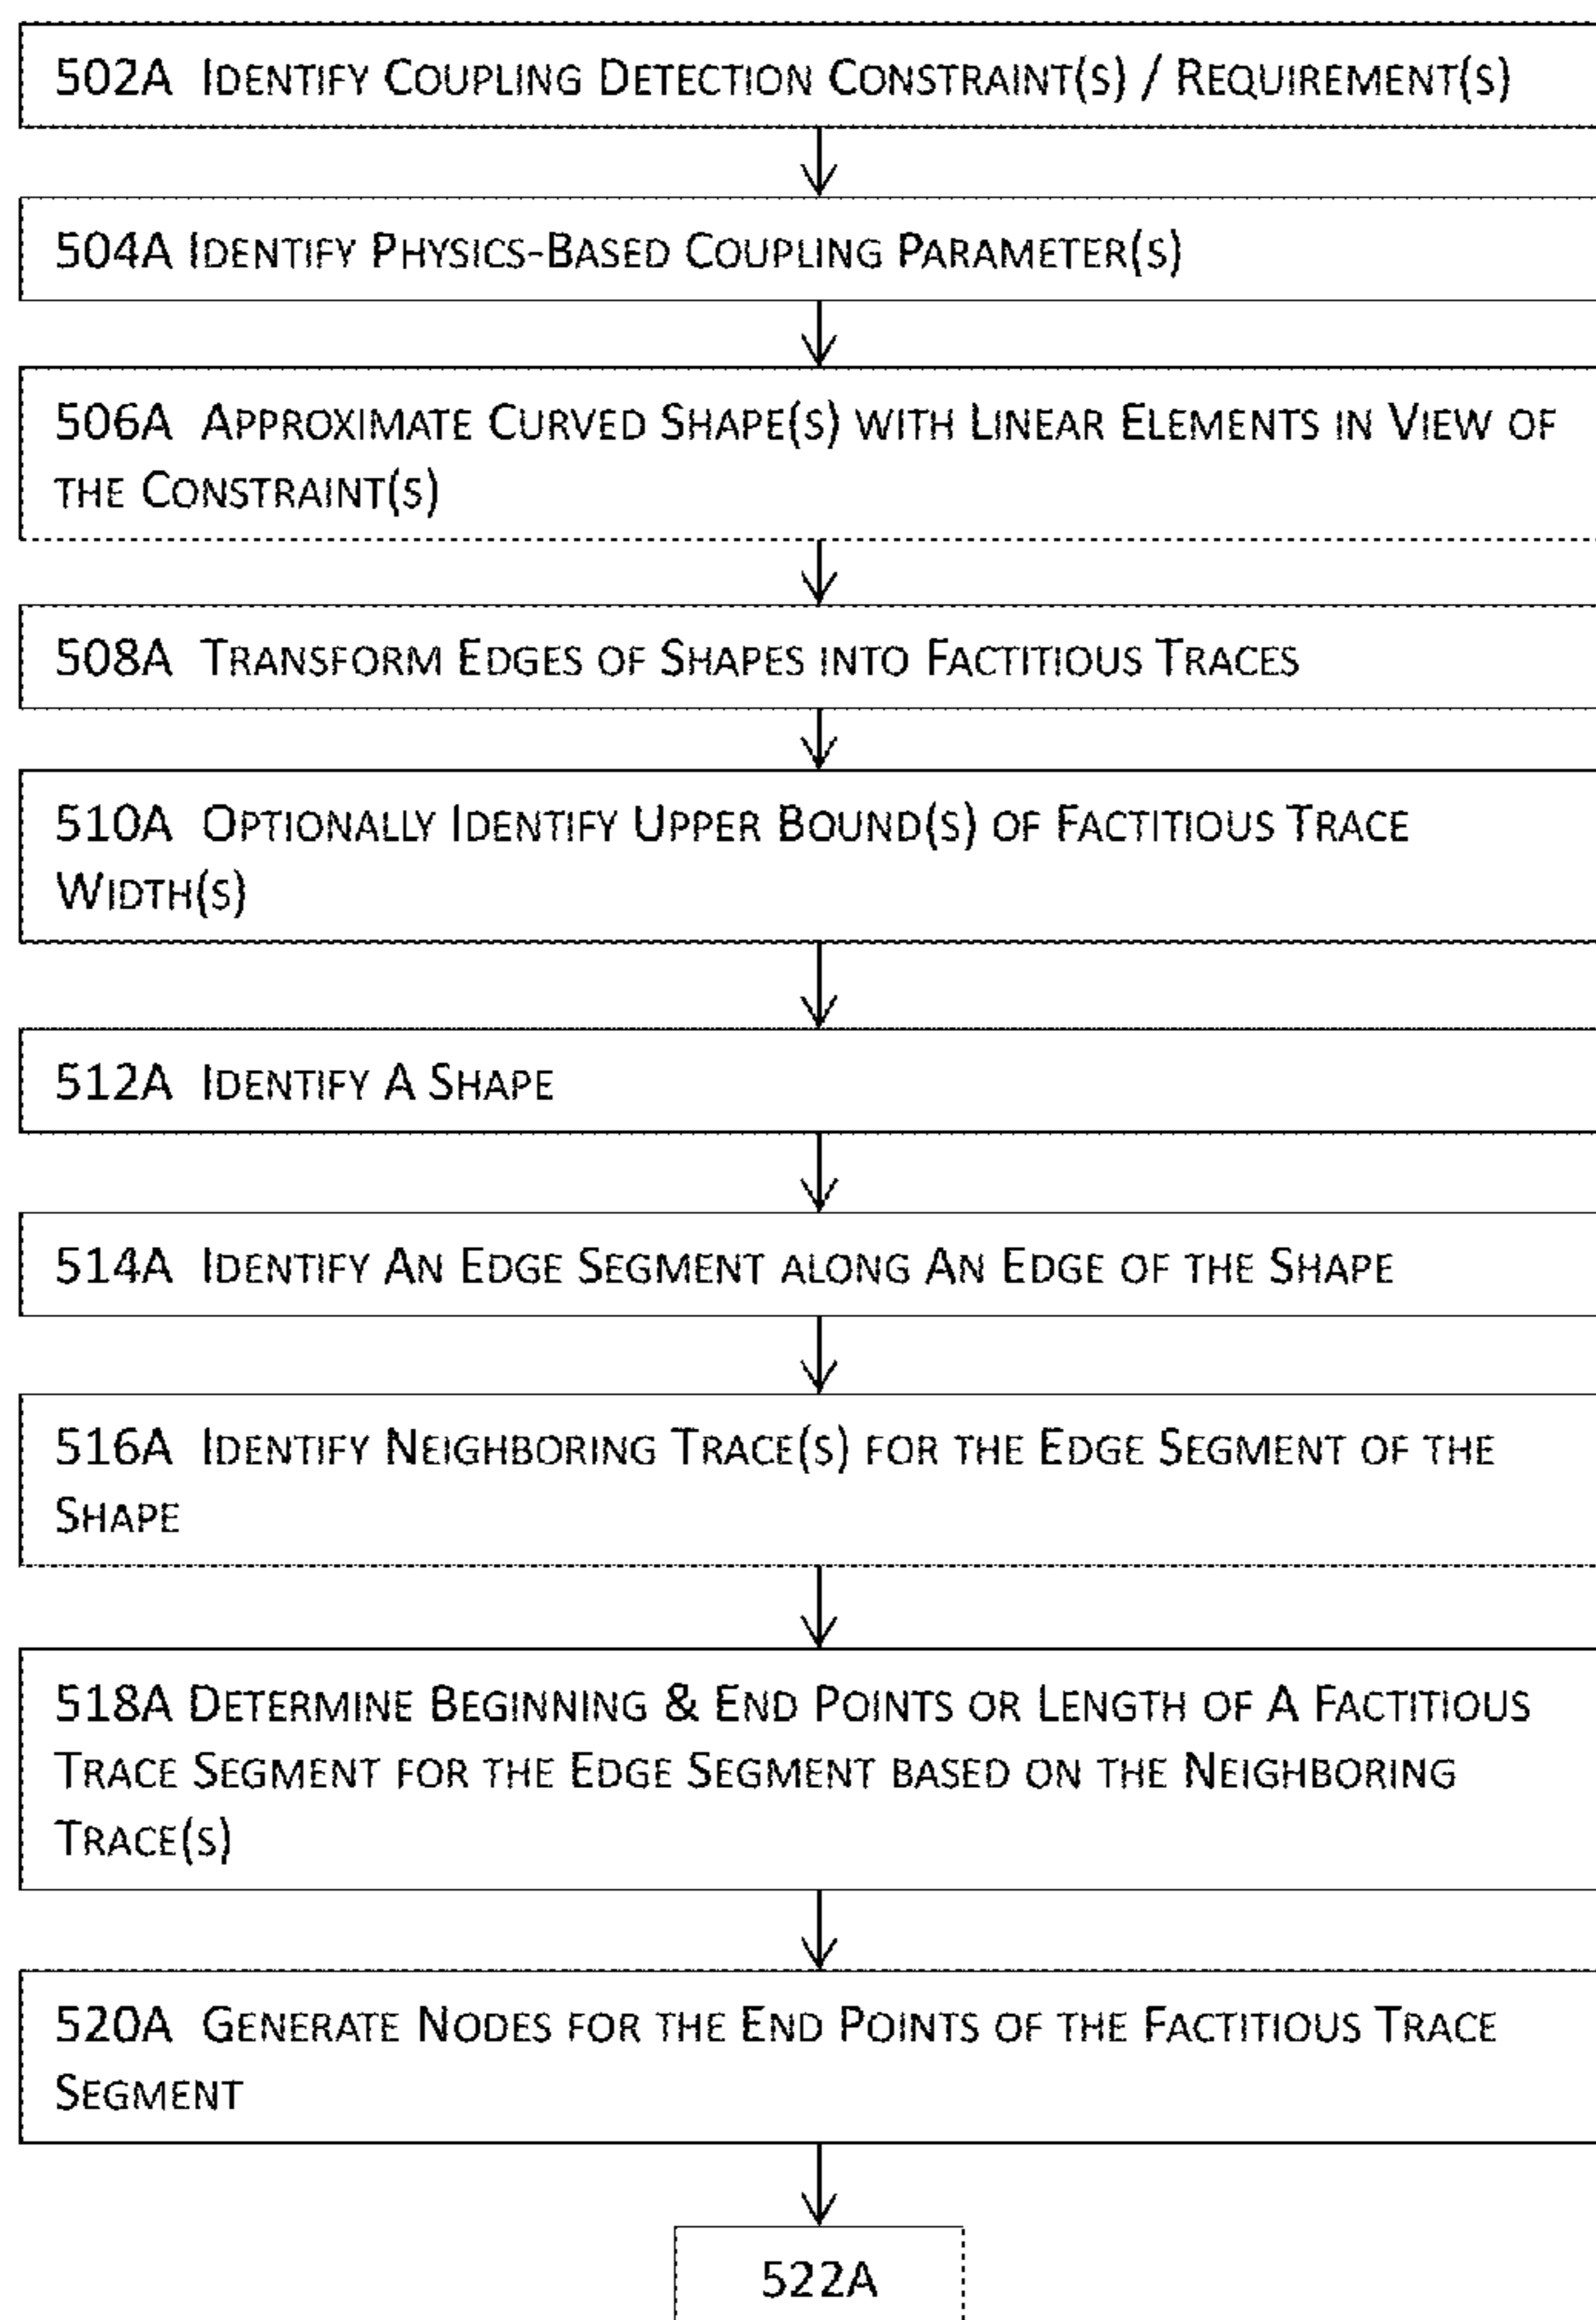 502A Identify Coupling Detection Constraint(s) / Requirement(s)
504A Identify Physics-Based Coupling Parameter(s)
506A Approximate Curved Shape(s) with Linear Elements in View of
the Constraint(s)
508A Transform Edges of Shapes into Factitious Traces
510A Optionally Identify Upper Bound(s) of Factitious Trace
Width(s)
512A Identify A Shape
514A Identify An Edge Segment along An Edge of the Shape
516A Identify Neighboring Trace(s) for the Edge Segment of the
Shape
518A Determine Beginning & End Points or Length of A Factitious
Trace Segment for the Edge Segment based on the Neighboring
Trace(s)
520A Generate Nodes for the End Points of the Factitious Trace
Segment
522A